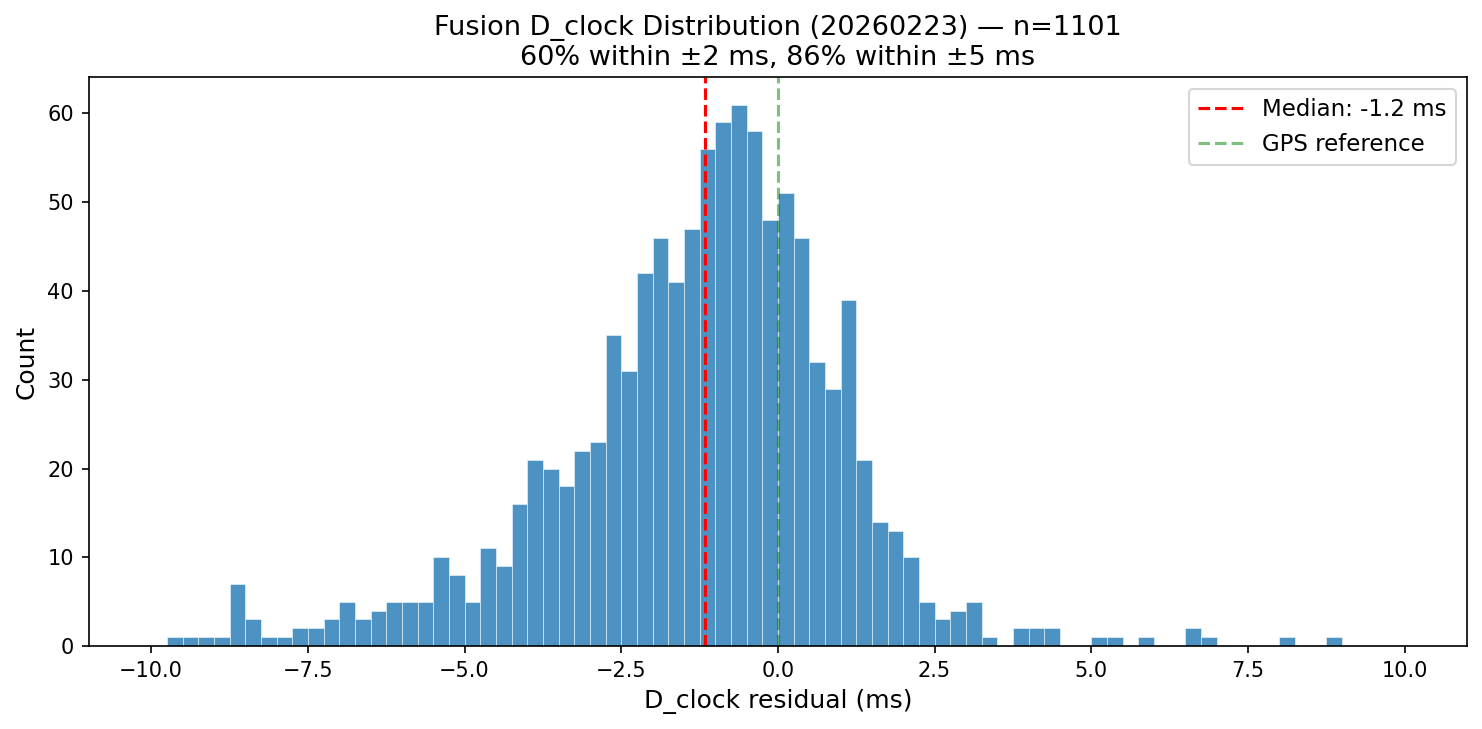 Fusion D_clock Distribution (20260223) — n=1101
60% within ±2 ms, 86% within ±5 ms
Median: -1.2 ms
GPS reference
Count
60
50
40
30
20
10
0
−10.0 −7.5 −5.0 −2.5 0.0 2.5 5.0 7.5 10.0
D_clock residual (ms)